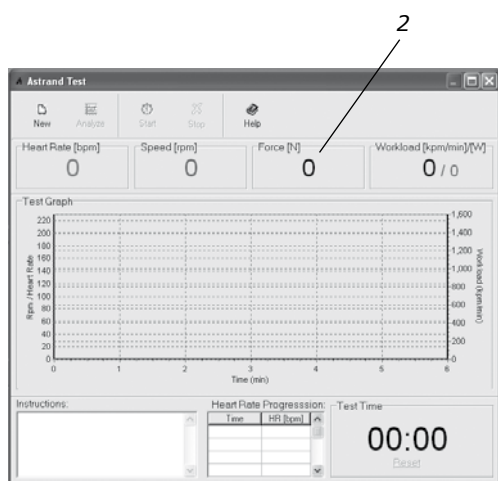 2
Astrand Test
New Analyze Start Stop Help
Heart Rate [bpm] Speed [rpm] Force [N] Workload [kpm/min]/[W]
0 0 0 0 / 0
Test Graph
220 1,600
200 1,400
180
160 1,200
140 1,000
120
100 800
80 600
60 400
40
20 200
0 0
0 1 2 3 4 5 6
Rpm / Heart Rate
Work load (kpm/min)
Time (min)
Instructions: Heart Rate Progresssion: Test Time
Time HR [bpm]
00:00
Reset